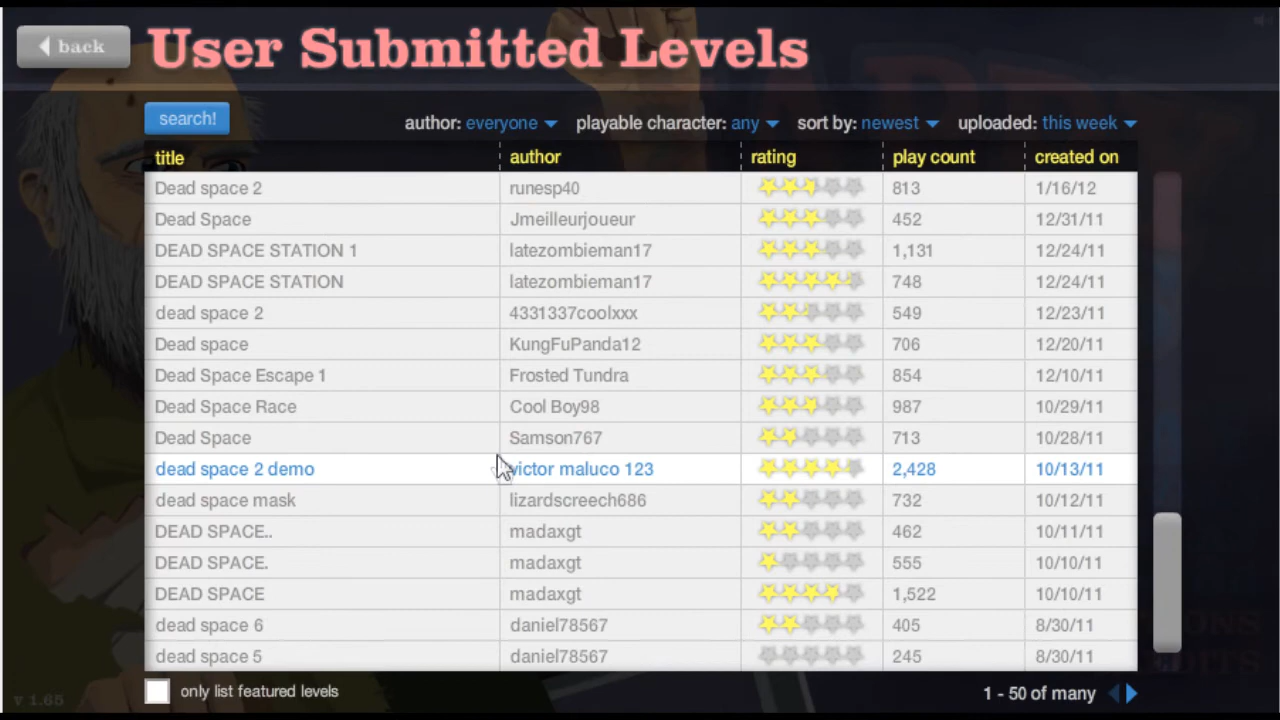 back
User Submitted Levels
search!
author: everyone playable character: any sort by: newest uploaded: this week
title author rating play count created on
Dead space 2 runesp40 813 1/16/12
Dead Space Jmeilleurjoueur 452 12/31/11
DEAD SPACE STATION 1 latezombieman17 1,131 12/24/11
DEAD SPACE STATION latezombieman17 748 12/24/11
dead space 2 4331337coolxxx 549 12/23/11
Dead space KungFuPanda12 706 12/20/11
Dead Space Escape 1 Frosted Tundra 854 12/10/11
Dead Space Race Cool Boy98 987 10/29/11
Dead Space Samson767 713 10/28/11
dead space 2 demo victor maluco 123 2,428 10/13/11
dead space mask lizardscreech686 732 10/12/11
DEAD SPACE.. madaxgt 462 10/11/11
DEAD SPACE. madaxgt 555 10/10/11
DEAD SPACE madaxgt 1,522 10/10/11
dead space 6 daniel78567 405 8/30/11
dead space 5 daniel78567 245 8/30/11
only list featured levels 1 - 50 of many
v 1.65